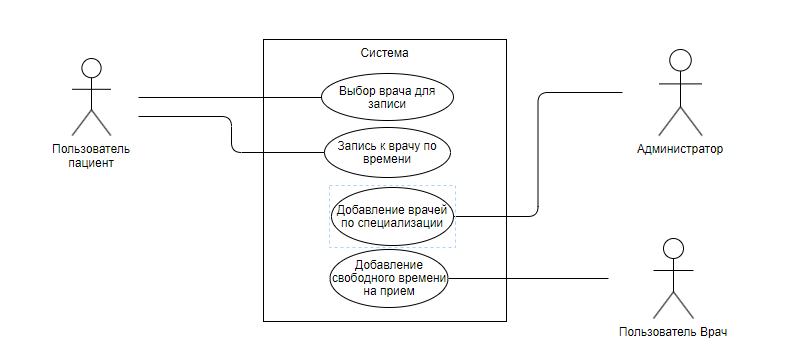 Система
Выбор врача для
записи
Пользователь
пациент
Запись к врачу по
времени
Администратор
Добавление врачей
по специализации
Добавление
свободного времени
на прием
Пользователь Врач